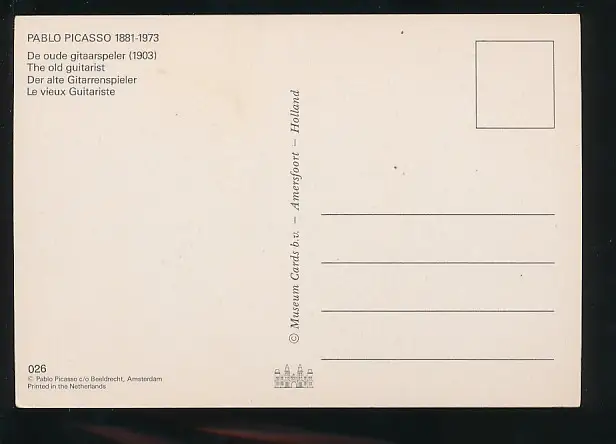 PABLO PICASSO 1881-1973
De oude gitaarspeler (1903)
The old guitarist
Der alte Gitarrenspieler
Le vieux Guitariste
© Museum Cards b.v. – Amersfoort – Holland
026
© Pablo Picasso c/o Beeldrecht, Amsterdam
Printed in the Netherlands